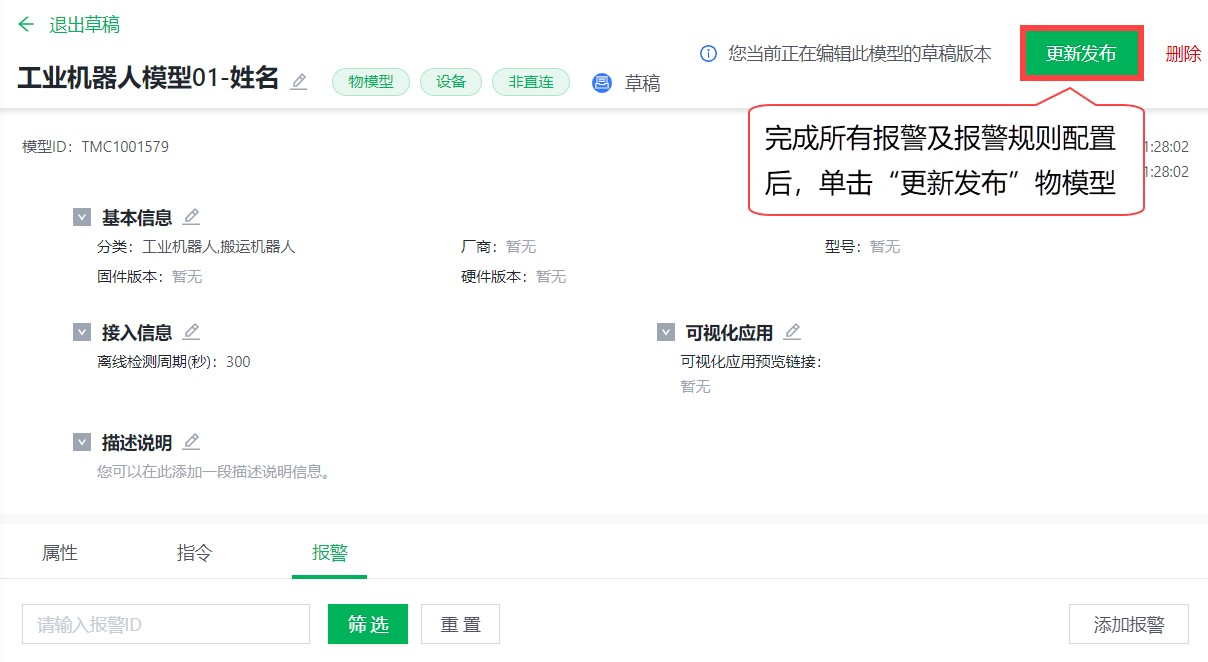 退出草稿
您当前正在编辑此模型的草稿版本
更新发布
删除
工业机器人模型01-姓名
物模型
设备
非直连
草稿
完成所有报警及报警规则配置
后，单击“更新发布”物模型
模型ID：TMC1001579
1:28:02
1:28:02
基本信息
分类：工业机器人,搬运机器人
厂商：暂无
型号：暂无
固件版本：暂无
硬件版本：暂无
接入信息
可视化应用
离线检测周期(秒)：300
可视化应用预览链接：
暂无
描述说明
您可以在此添加一段描述说明信息。
属性
指令
报警
请输入报警ID
筛 选
重 置
添加报警